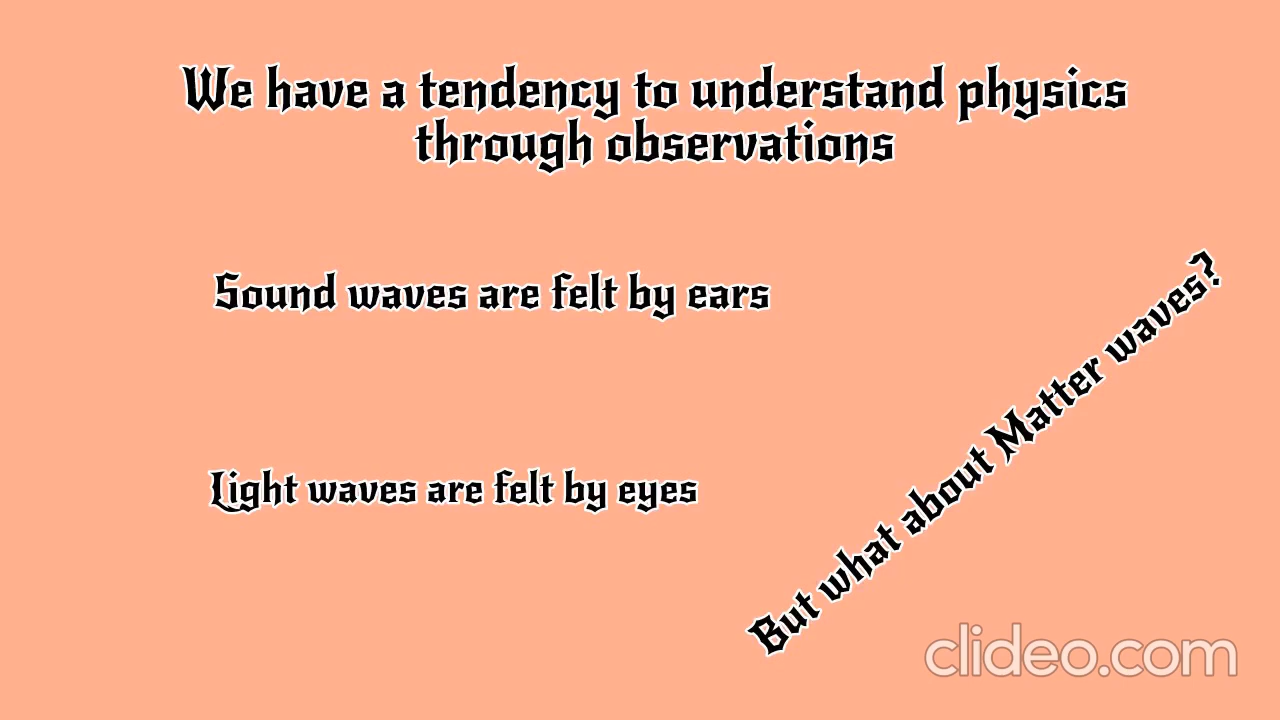 We have a tendency to understand physics
through observations
Sound waves are felt by ears
Light waves are felt by eyes
But what about Matter waves?
clideo.com